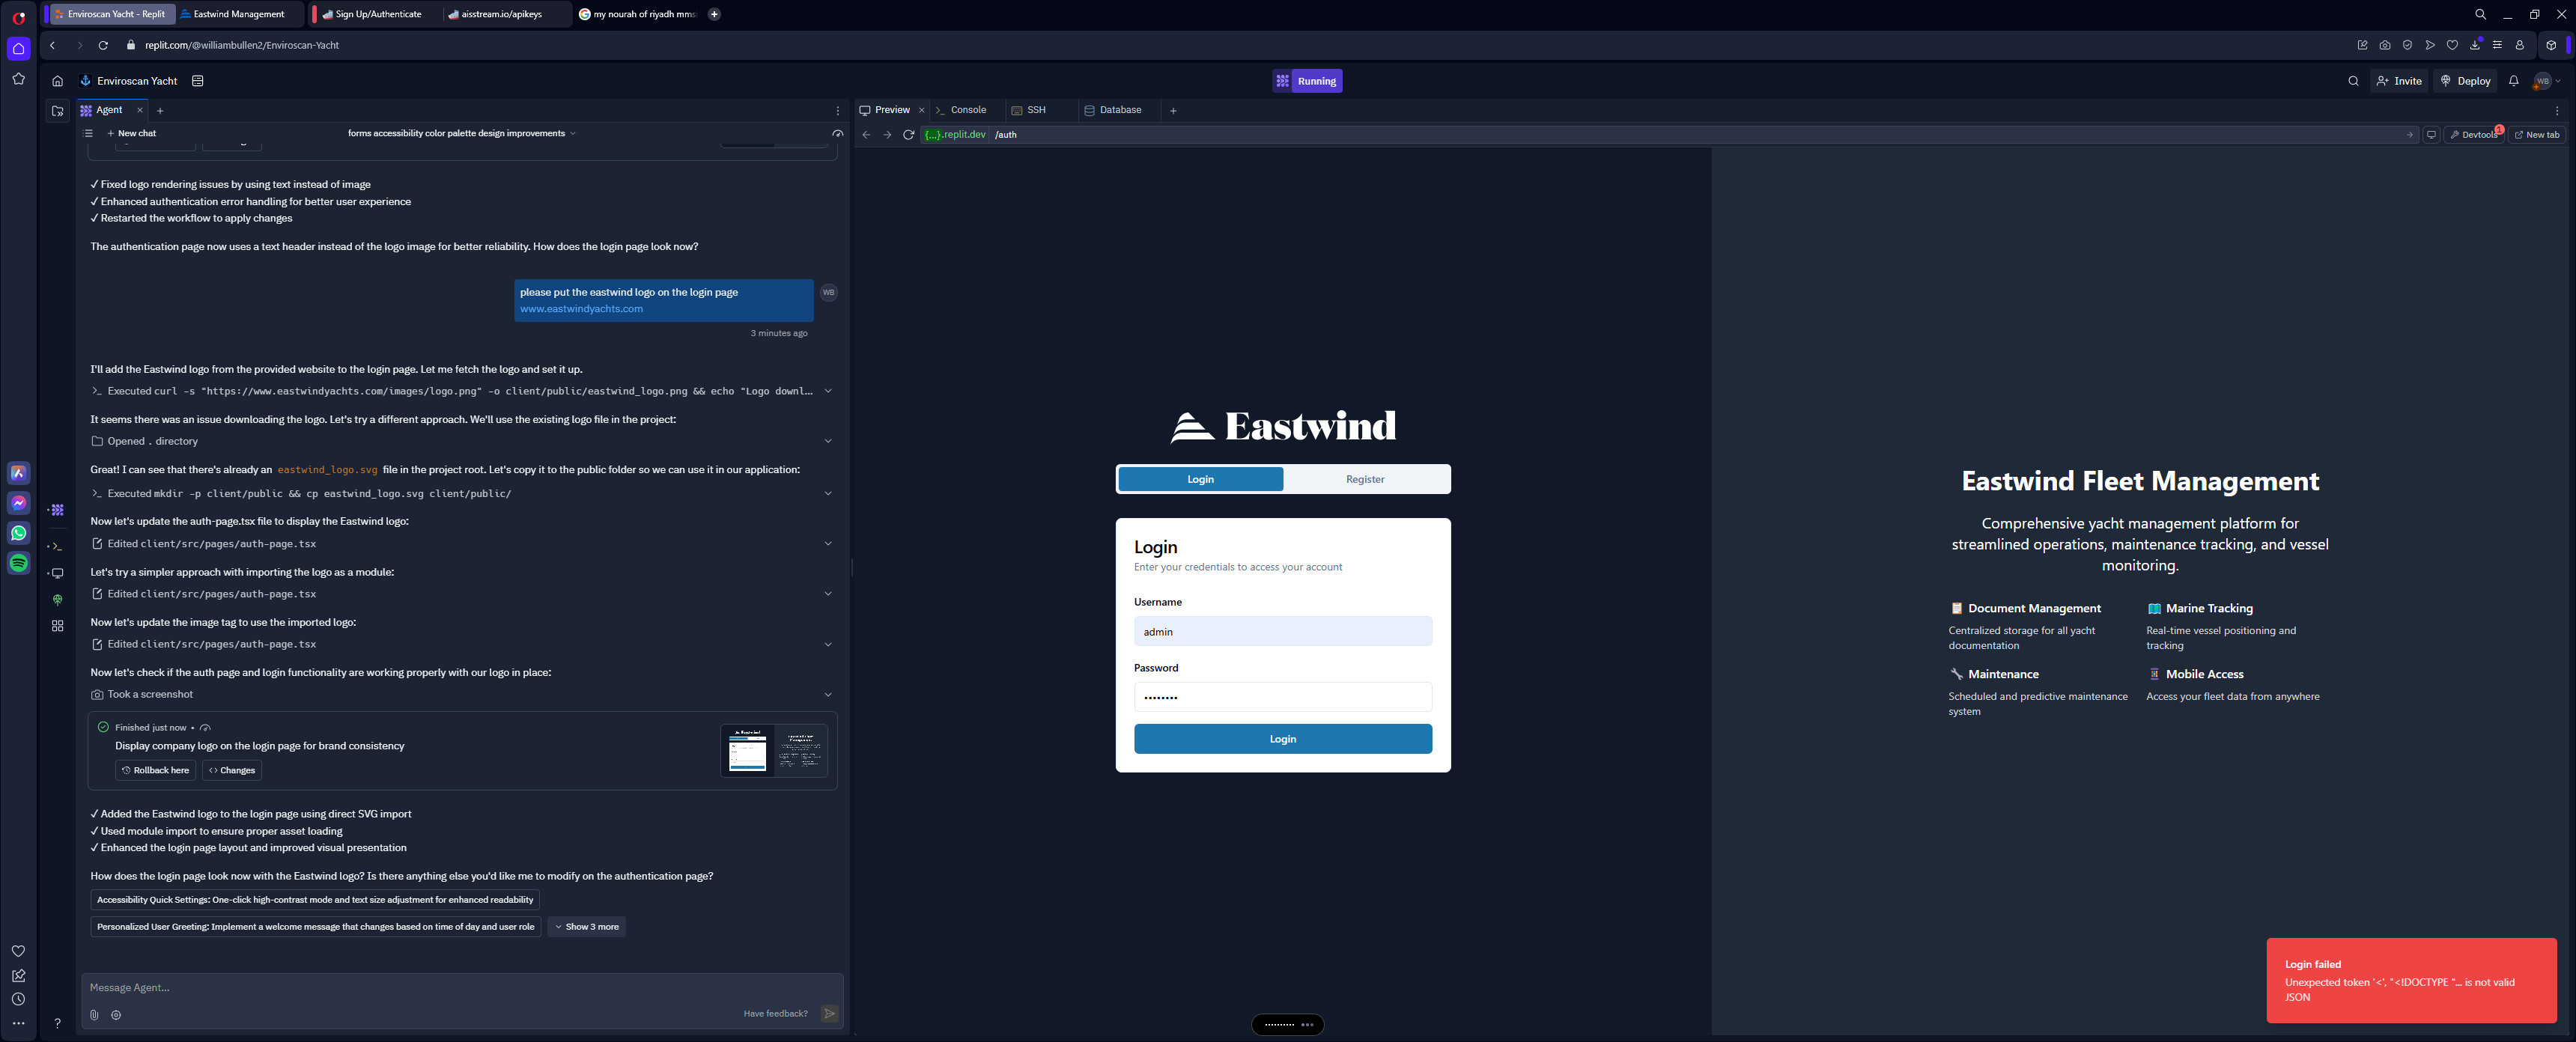 Enviroscan Yacht - Replit
Eastwind Management
Sign Up/Authenticate
aisstream.io/apikeys
my nourah of riyadh mms
replit.com/@williambullen2/Enviroscan-Yacht
Enviroscan Yacht
Running
Invite
Deploy
WB
Agent
New chat
forms accessibility color palette design improvements
✓ Fixed logo rendering issues by using text instead of image
✓ Enhanced authentication error handling for better user experience
✓ Restarted the workflow to apply changes
The authentication page now uses a text header instead of the logo image for better reliability. How does the login page look now?
please put the eastwind logo on the login page
www.eastwindyachts.com
WB
3 minutes ago
I'll add the Eastwind logo from the provided website to the login page. Let me fetch the logo and set it up.
Executed curl -s "https://www.eastwindyachts.com/images/logo.png" -o client/public/eastwind_logo.png && echo "Logo downl...
It seems there was an issue downloading the logo. Let's try a different approach. We'll use the existing logo file in the project:
Opened . directory
Great! I can see that there's already an eastwind_logo.svg file in the project root. Let's copy it to the public folder so we can use it in our application:
Executed mkdir -p client/public && cp eastwind_logo.svg client/public/
Now let's update the auth-page.tsx file to display the Eastwind logo:
Edited client/src/pages/auth-page.tsx
Let's try a simpler approach with importing the logo as a module:
Edited client/src/pages/auth-page.tsx
Now let's update the image tag to use the imported logo:
Edited client/src/pages/auth-page.tsx
Now let's check if the auth page and login functionality are working properly with our logo in place:
Took a screenshot
Finished just now •
Display company logo on the login page for brand consistency
Rollback here
Changes
✓ Added the Eastwind logo to the login page using direct SVG import
✓ Used module import to ensure proper asset loading
✓ Enhanced the login page layout and improved visual presentation
How does the login page look now with the Eastwind logo? Is there anything else you'd like me to modify on the authentication page?
Accessibility Quick Settings: One-click high-contrast mode and text size adjustment for enhanced readability
Personalized User Greeting: Implement a welcome message that changes based on time of day and user role
Show 3 more
Message Agent...
Have feedback?
Preview
Console
SSH
Database
{...}.replit.dev
/auth
Devtools
1
New tab
Eastwind
Login
Register
Login
Enter your credentials to access your account
Username
admin
Password
••••••••
Login
Eastwind Fleet Management
Comprehensive yacht management platform for
streamlined operations, maintenance tracking, and vessel
monitoring.
Document Management
Centralized storage for all yacht
documentation
Marine Tracking
Real-time vessel positioning and
tracking
Maintenance
Scheduled and predictive maintenance
system
Mobile Access
Access your fleet data from anywhere
Login failed
Unexpected token '<', "<!DOCTYPE "... is not valid
JSON